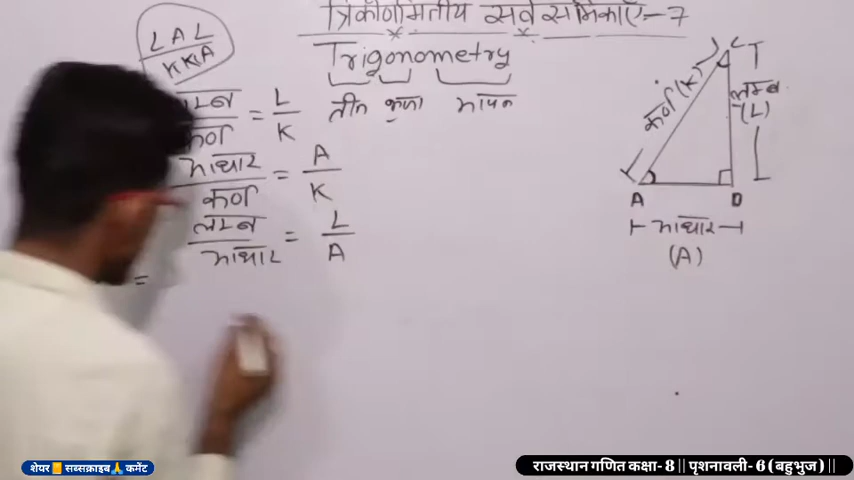 त्रिकोणमितीय सर्वसमिकाएँ-7
LAL
KKA
Trigonometry
तीन भुजा मापन
लम्ब
कर्ण
= L
K
आधार
कर्ण
= A
K
लम्ब
आधार
= L
A
=
कर्ण (K)
C
लम्ब
(L)
A
B
आधार
(A)
शेयर सब्सक्राइब कमेंट
राजस्थान गणित कक्षा-8 || पृशनावली-6 (बहुभुज) ||